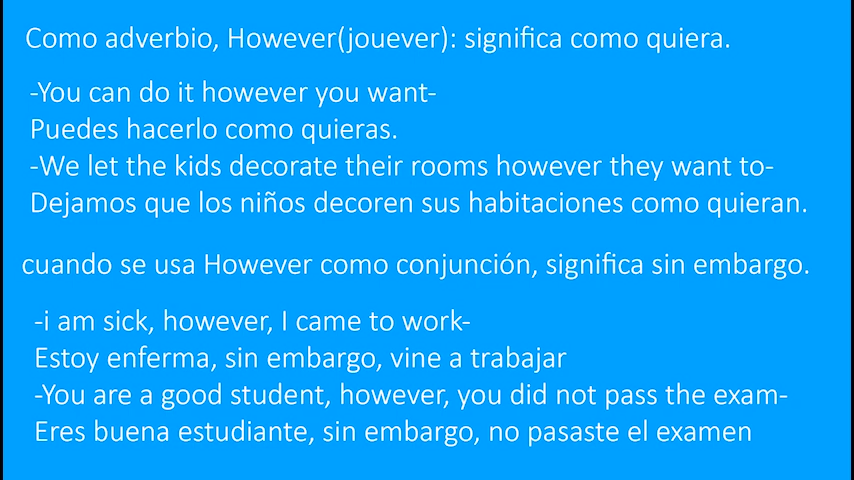 Como adverbio, However(jouever): significa como quiera.
-You can do it however you want-
Puedes hacerlo como quieras.
-We let the kids decorate their rooms however they want to-
Dejamos que los niños decoren sus habitaciones como quieran.
cuando se usa However como conjunción, significa sin embargo.
-i am sick, however, I came to work-
Estoy enferma, sin embargo, vine a trabajar
-You are a good student, however, you did not pass the exam-
Eres buena estudiante, sin embargo, no pasaste el examen